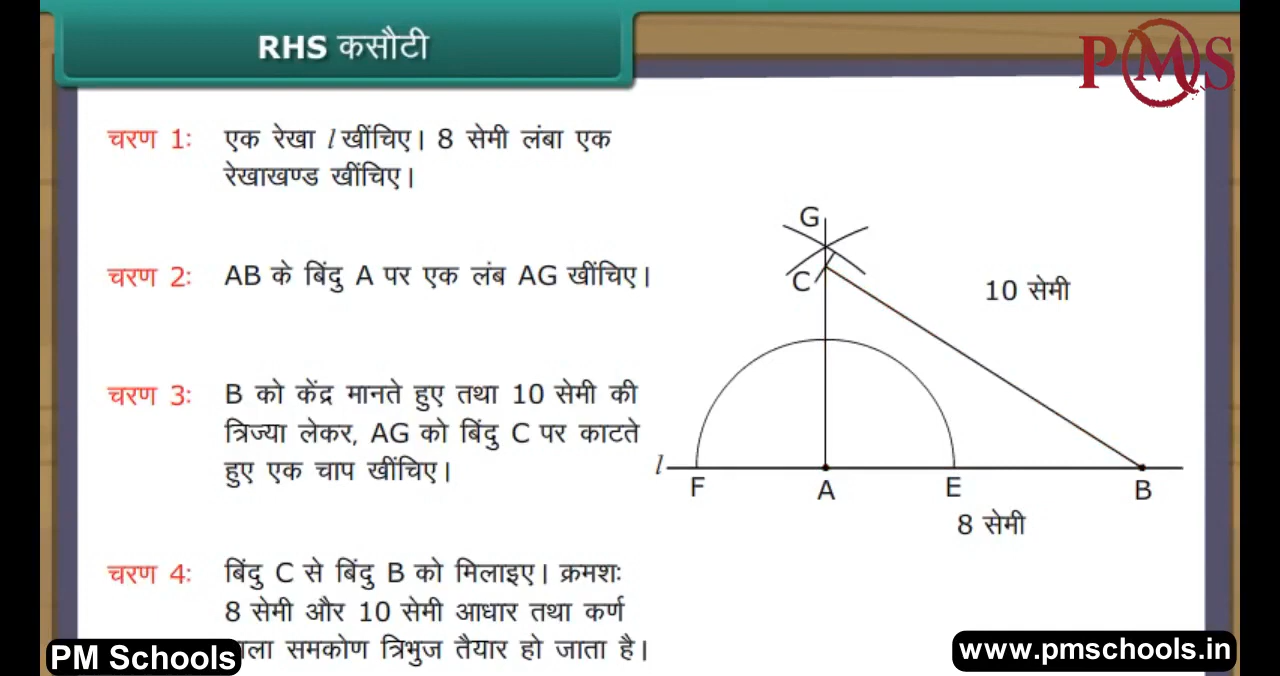 RHS कसौटी
PMS
चरण 1: एक रेखा l खींचिए। 8 सेमी लंबा एक
रेखाखण्ड खींचिए।
चरण 2: AB के बिंदु A पर एक लंब AG खींचिए।
चरण 3: B को केंद्र मानते हुए तथा 10 सेमी की
त्रिज्या लेकर, AG को बिंदु C पर काटते
हुए एक चाप खींचिए।
चरण 4: बिंदु C से बिंदु B को मिलाइए। क्रमशः
8 सेमी और 10 सेमी आधार तथा कर्ण
समकोण त्रिभुज तैयार हो जाता है।
G
C
10 सेमी
l
F A E B
8 सेमी
PM Schools
www.pmschools.in